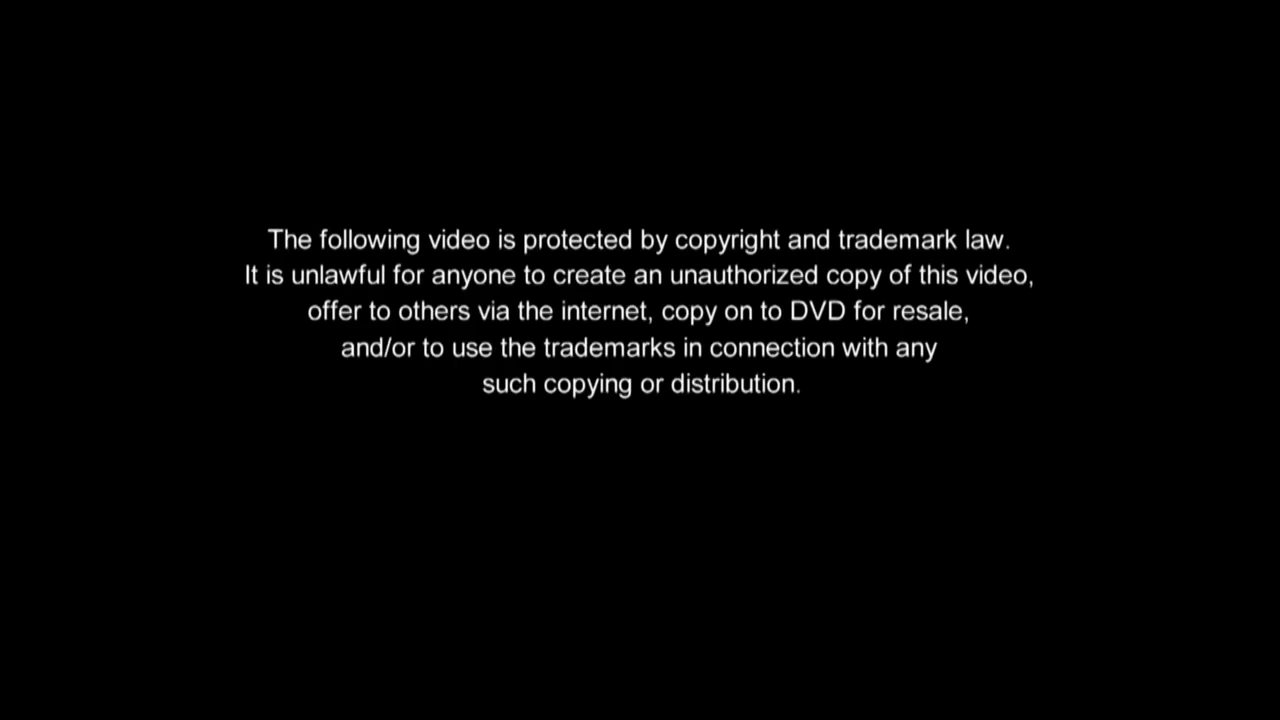 The following video is protected by copyright and trademark law.
It is unlawful for anyone to create an unauthorized copy of this video,
offer to others via the internet, copy on to DVD for resale,
and/or to use the trademarks in connection with any
such copying or distribution.